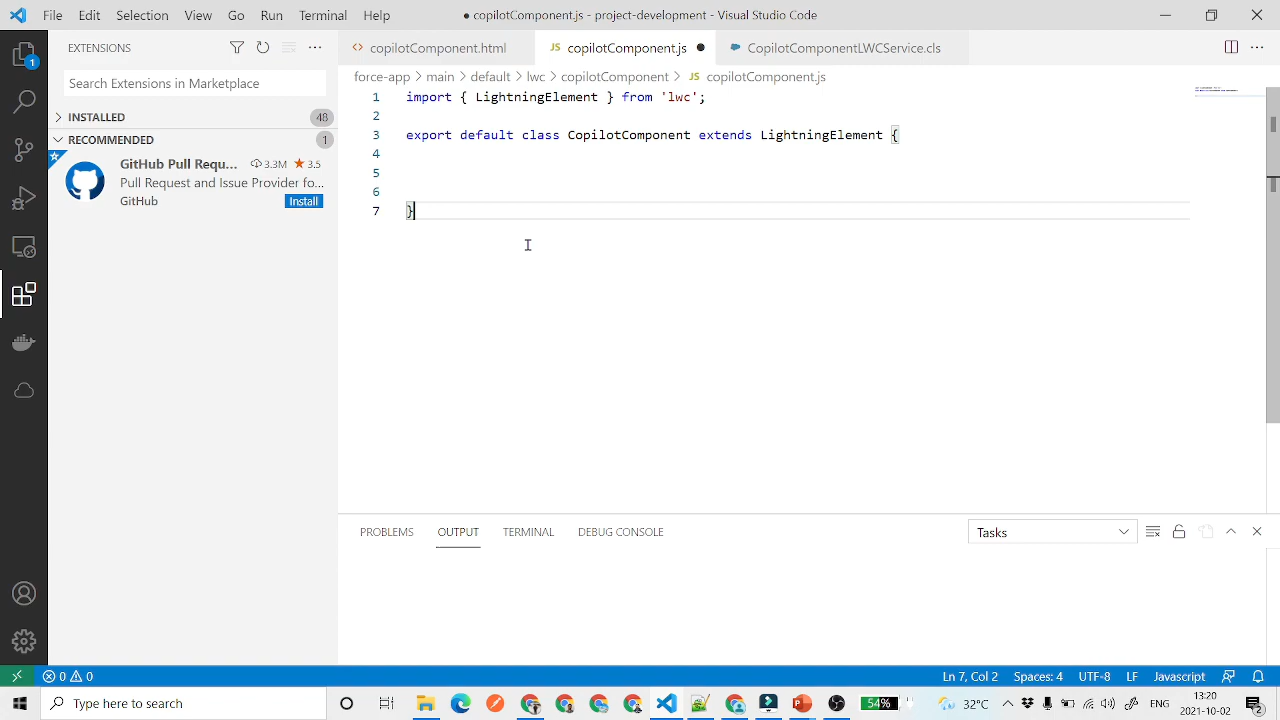 File Edit Selection View Go Run Terminal Help
● copilotComponent.js - project-demo-component - Visual Studio Code
EXTENSIONS
copilotComponent.html
JS copilotComponent.js ●
CopilotComponentLWCService.cls
Search Extensions in Marketplace
force-app > main > default > lwc > copilotComponent > JS copilotComponent.js
INSTALLED 48
RECOMMENDED 1
GitHub Pull Requ... 3.3M 3.5
Pull Request and Issue Provider fo...
GitHub Install
1 import { LightningElement } from 'lwc';
2
3 export default class CopilotComponent extends LightningElement {
4
5
6
7 }
1
PROBLEMS OUTPUT TERMINAL DEBUG CONSOLE Tasks
0 0
Ln 7, Col 2 Spaces: 4 UTF-8 LF Javascript
Type here to search
54% 32°C ENG
13:20
2021-10-02
2